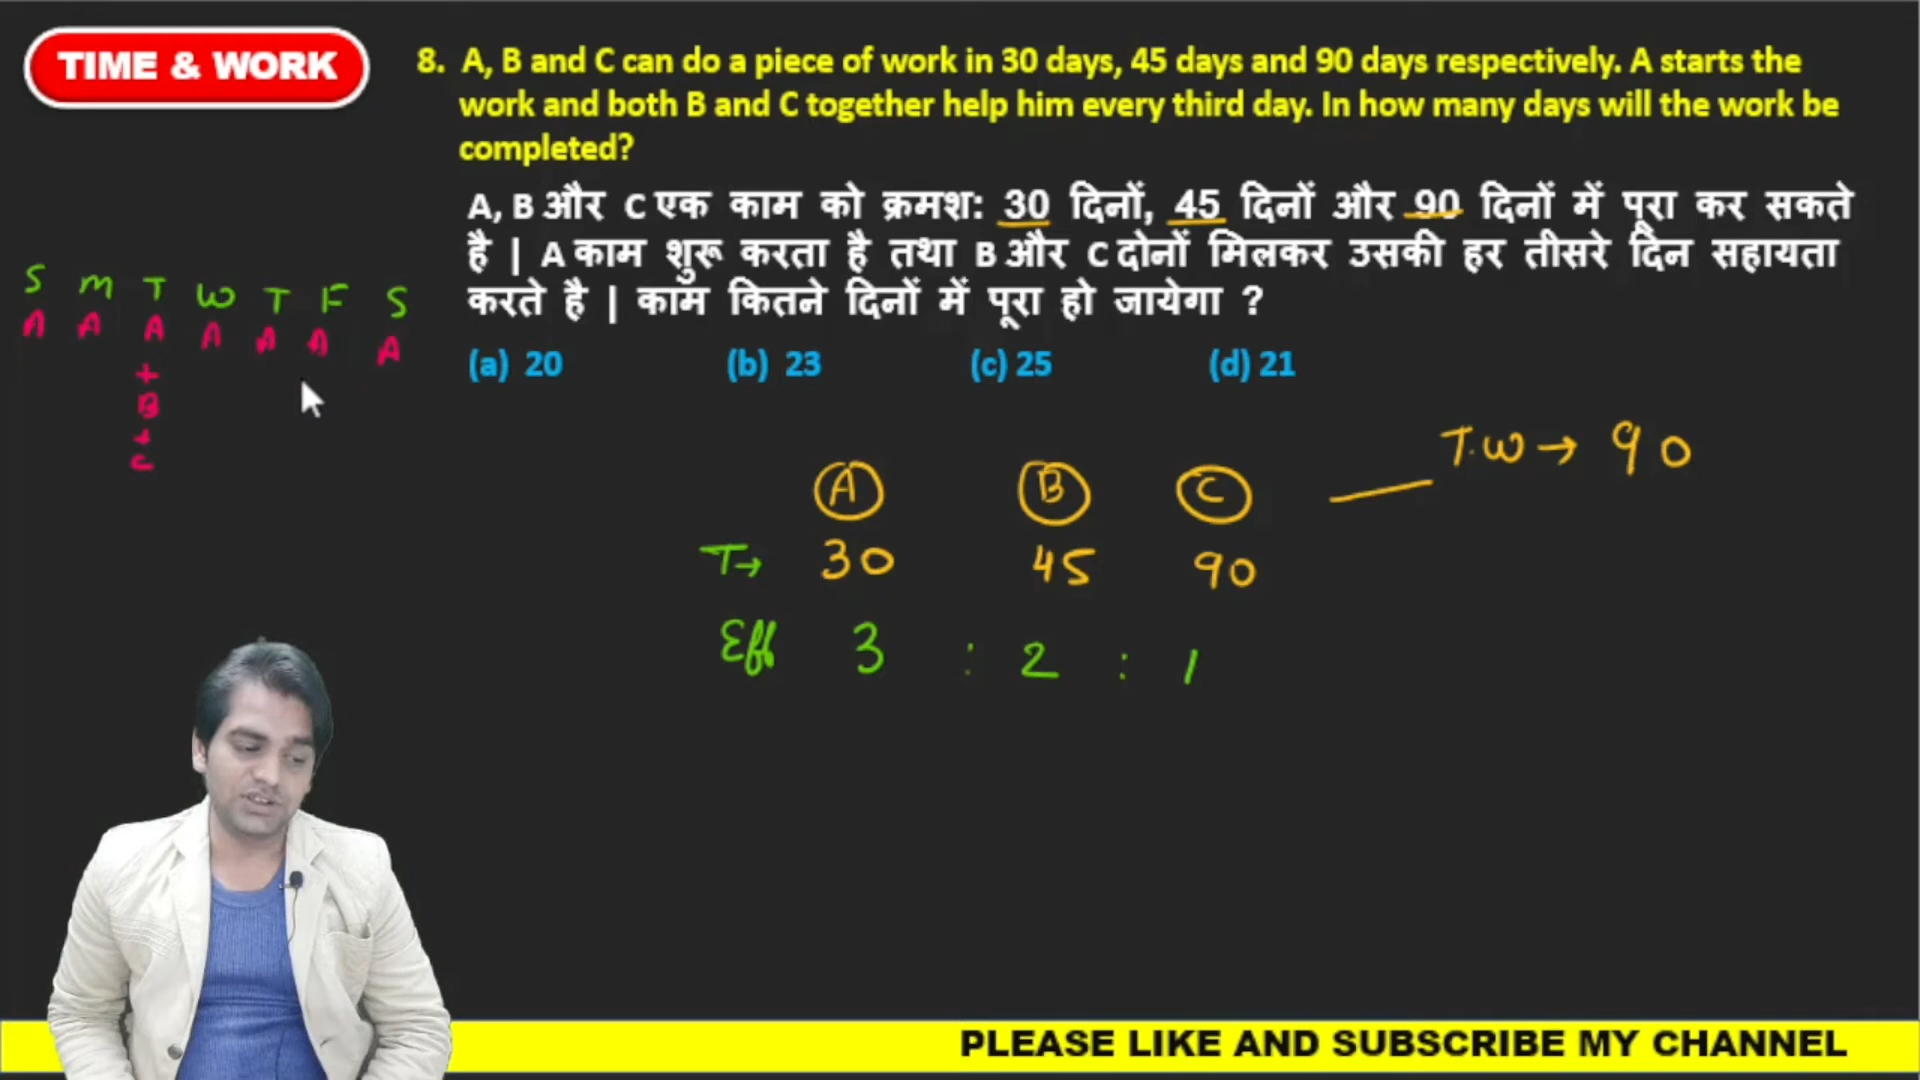 TIME & WORK
8. A, B and C can do a piece of work in 30 days, 45 days and 90 days respectively. A starts the
work and both B and C together help him every third day. In how many days will the work be
completed?
A, B और C एक काम को क्रमश: 30 दिनों, 45 दिनों और 90 दिनों में पूरा कर सकते
है | A काम शुरू करता है तथा B और C दोनों मिलकर उसकी हर तीसरे दिन सहायता
करते है | काम कितने दिनों में पूरा हो जायेगा ?
(a) 20 (b) 23 (c) 25 (d) 21
S M T W T F S
A A A A A A A
+
B
+
C
T.W → 90
A B C
T→ 30 45 90
Eff 3 : 2 : 1
PLEASE LIKE AND SUBSCRIBE MY CHANNEL